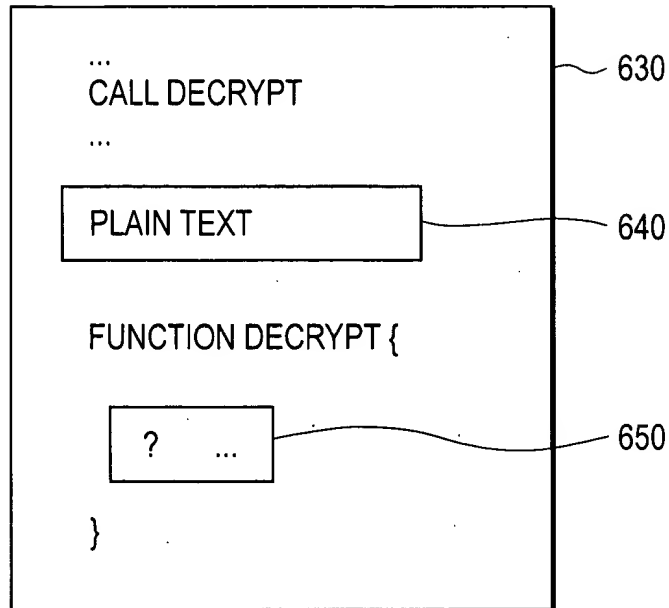 ...
CALL DECRYPT
...
630
PLAIN TEXT
640
FUNCTION DECRYPT {
? ...
650
}